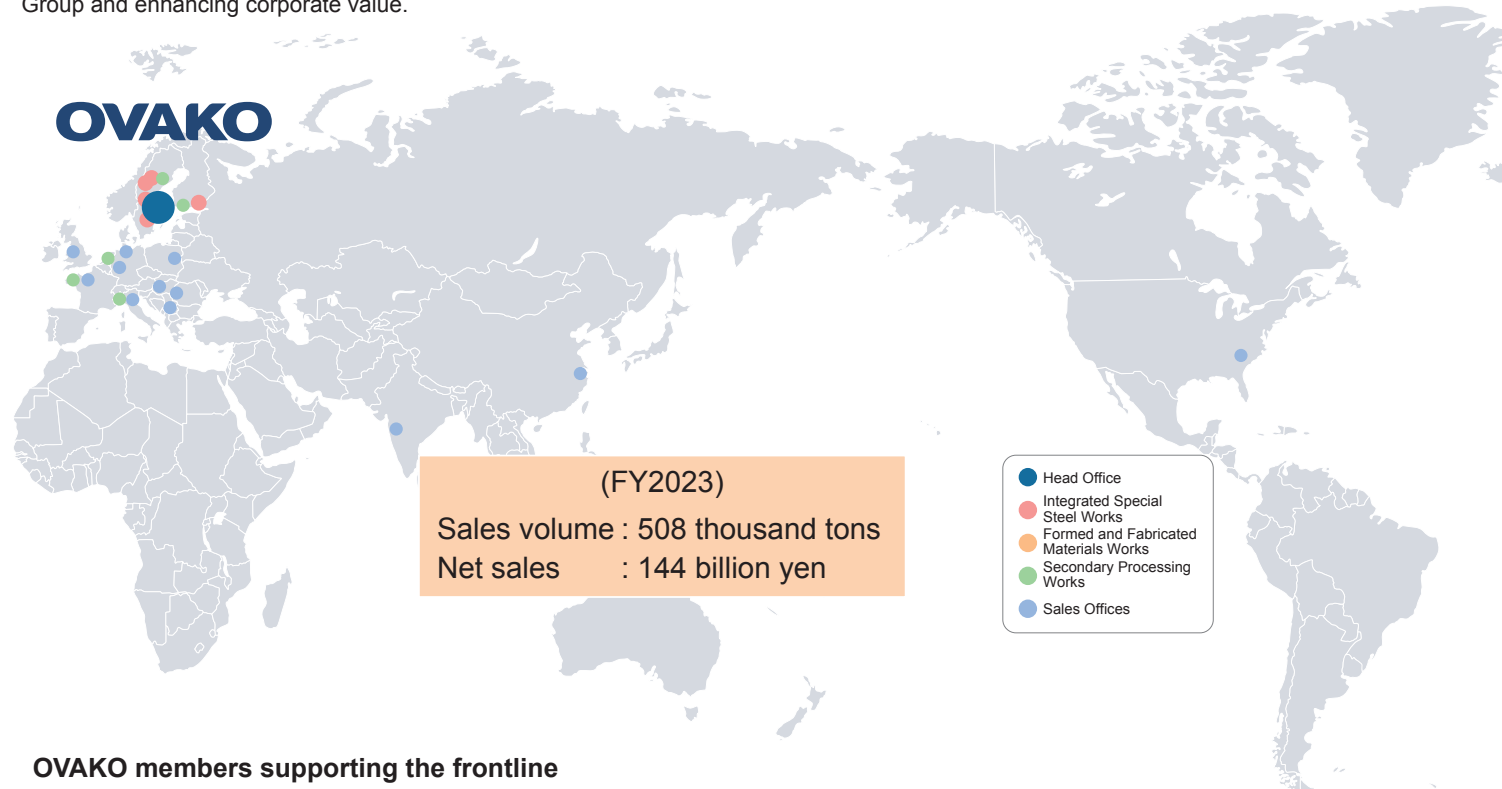 Group and enhancing corporate value.
OVAKO
(FY2023)
Sales volume : 508 thousand tons
Net sales : 144 billion yen
Head Office
Integrated Special
Steel Works
Formed and Fabricated
Materials Works
Secondary Processing
Works
Sales Offices
OVAKO members supporting the frontline